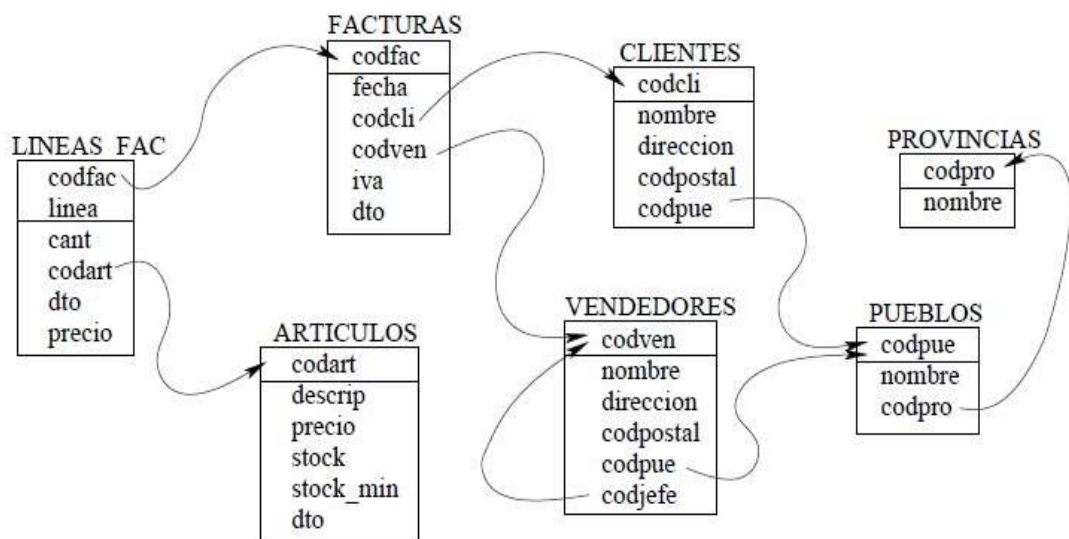 FACTURAS
codfac
fecha
codcli
codven
iva
dto
CLIENTES
codcli
nombre
direccion
codpostal
codpue
LINEAS FAC
codfac
linea
cant
codart
dto
precio
PROVINCIAS
codpro
nombre
ARTICULOS
codart
descrip
precio
stock
stock_min
dto
VENDEDORES
codven
nombre
direccion
codpostal
codpue
codjefe
PUEBLOS
codpue
nombre
codpro